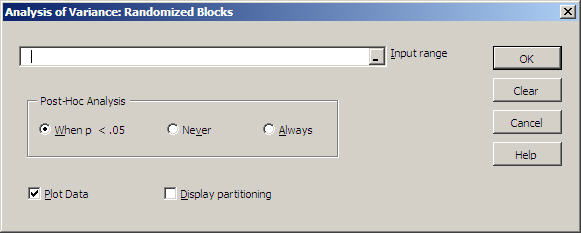 Analysis of Variance: Randomized Blocks
Input range
OK
Post-Hoc Analysis
Clear
When p < .05
Never
Always
Cancel
Help
Plot Data
Display partitioning